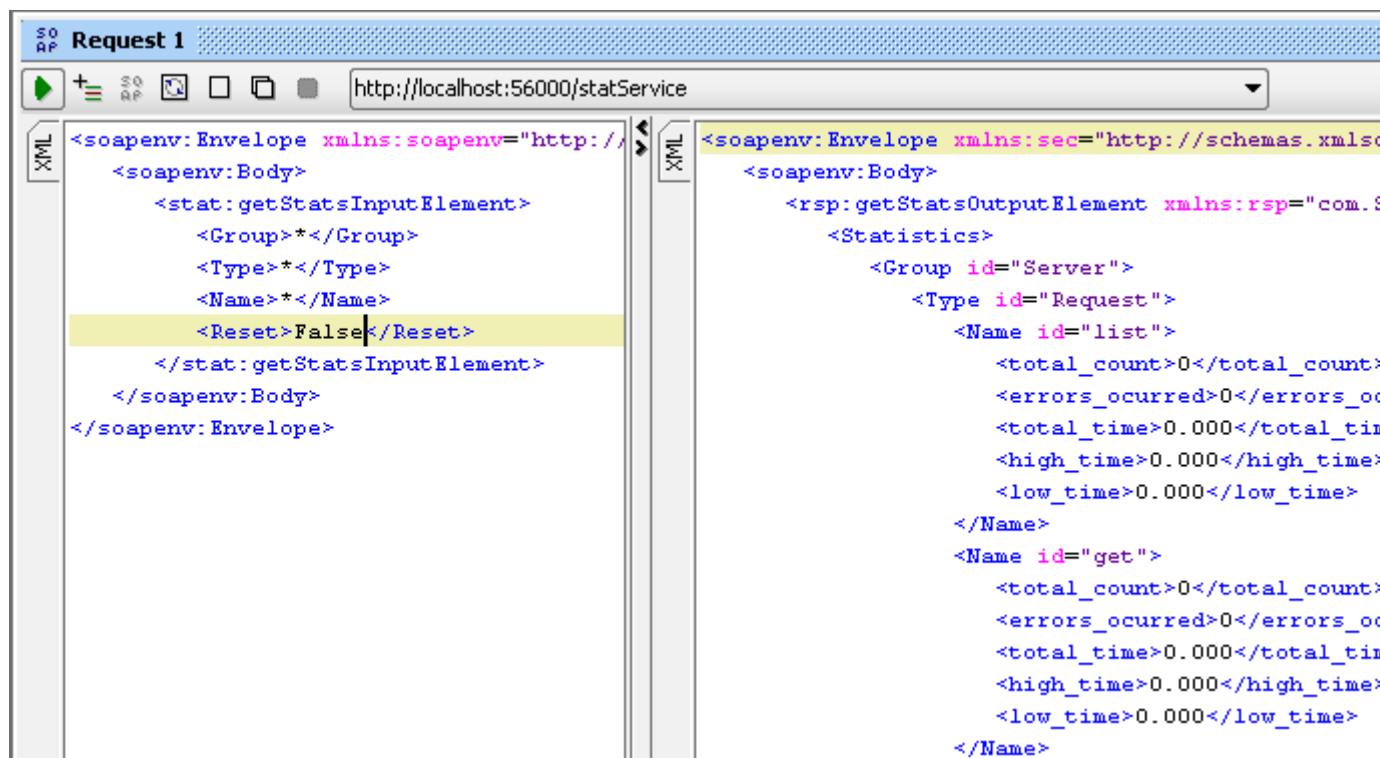 SO AP Request 1
SO AP http://localhost:56000/statService
XML
<soapenv:Envelope xmlns:soapenv="http:/
<soapenv:Body>
<stat:getStatsInputElement>
<Group>*</Group>
<Type>*</Type>
<Name>*</Name>
<Reset>False</Reset>
</stat:getStatsInputElement>
</soapenv:Body>
</soapenv:Envelope>
XML
<soapenv:Envelope xmlns:sec="http://schemas.xmlso
<soapenv:Body>
<rsp:getStatsOutputElement xmlns:rsp="com.S
<Statistics>
<Group id="Server">
<Type id="Request">
<Name id="list">
<total_count>0</total_count>
<errors_ocurred>0</errors_oc
<total_time>0.000</total_tim
<high_time>0.000</high_time>
<low_time>0.000</low_time>
</Name>
<Name id="get">
<total_count>0</total_count>
<errors_ocurred>0</errors_oc
<total_time>0.000</total_tim
<high_time>0.000</high_time>
<low_time>0.000</low_time>
</Name>